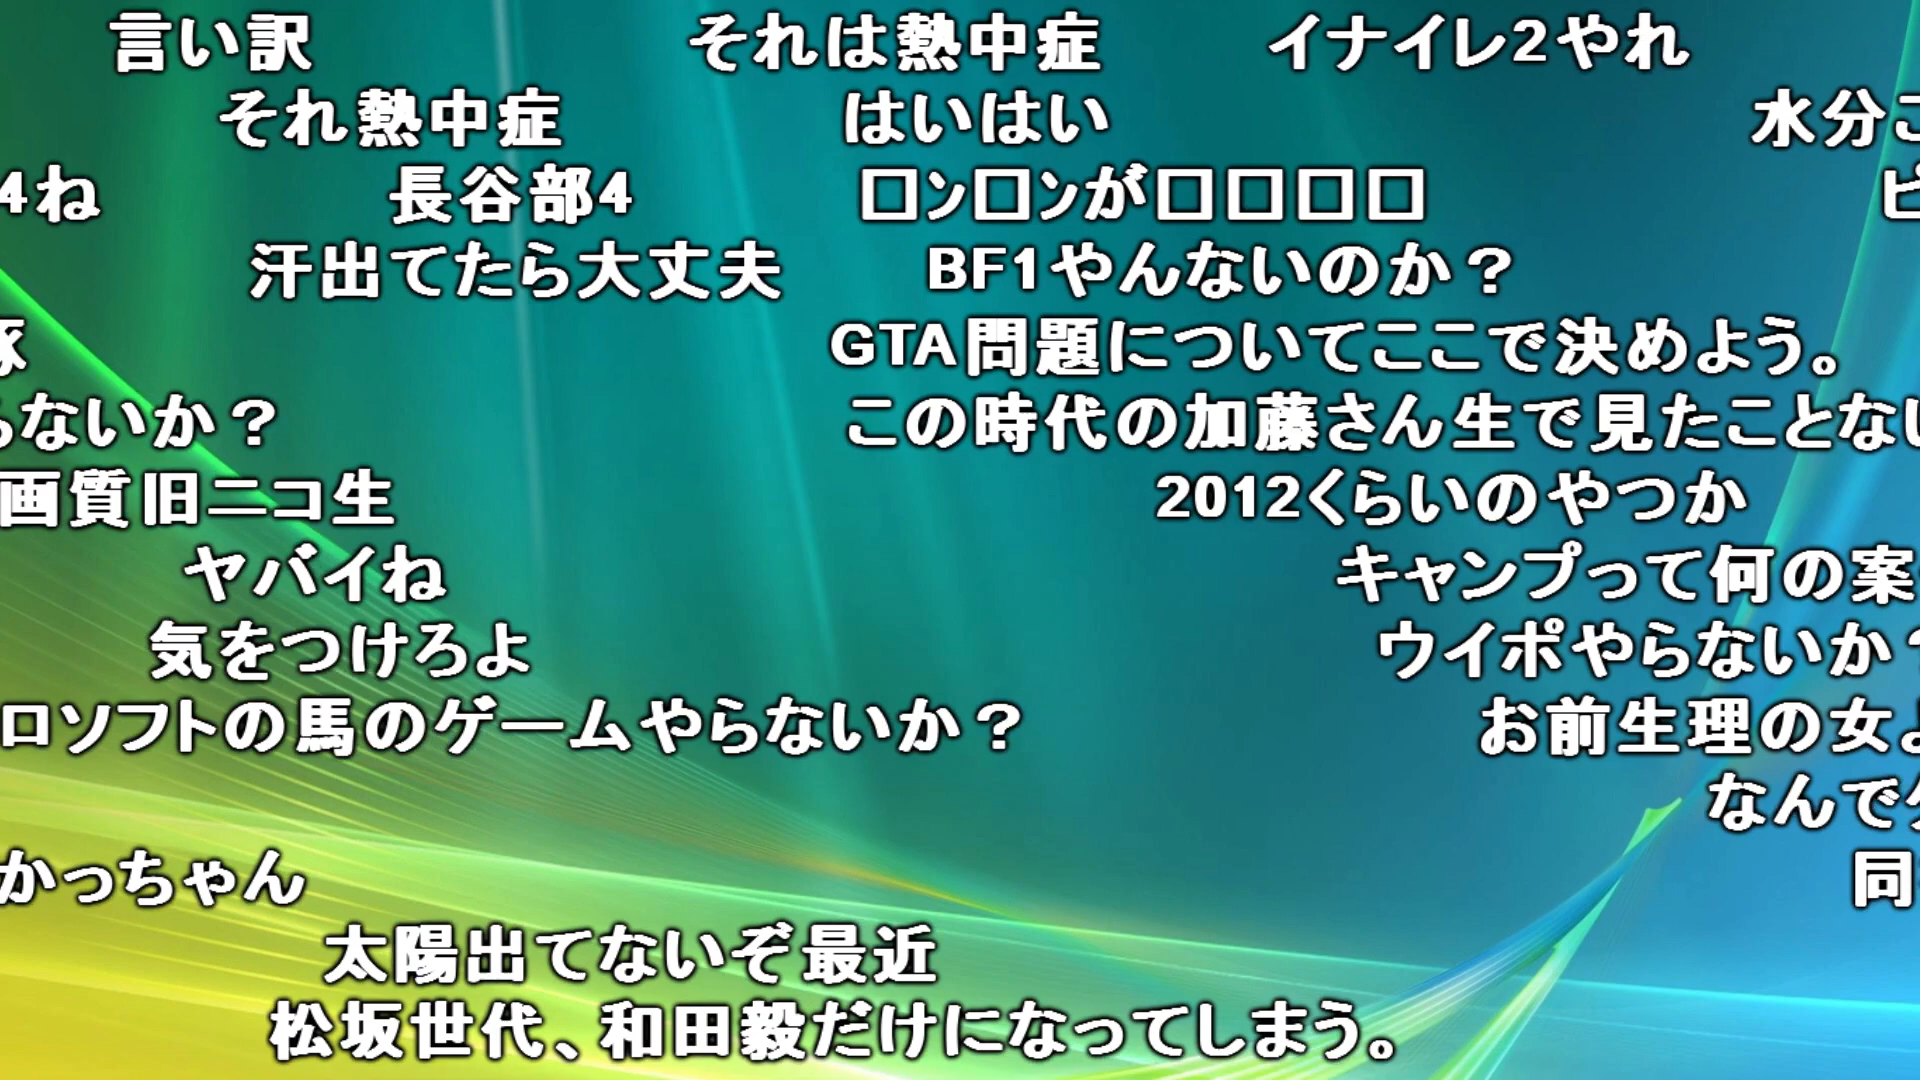 言い訳 それは熱中症 イナイレ2やれ
それ熱中症 はいはい 水分こ
4ね 長谷部4 ロンロンが口口口口 ピ
汗出てたら大丈夫 BF1やんないのか？
GTA問題についてここで決めよう。
らないか？ この時代の加藤さん生で見たことない
画質旧ニコ生 2012くらいのやつか
ヤバイね キャンプって何の案
気をつけろよ ウイポやらないか？
ロソフトの馬のゲームやらないか？ お前生理の女よ
なんでケ
かっちゃん 同
太陽出てないぞ最近
松坂世代、和田毅だけになってしまう。